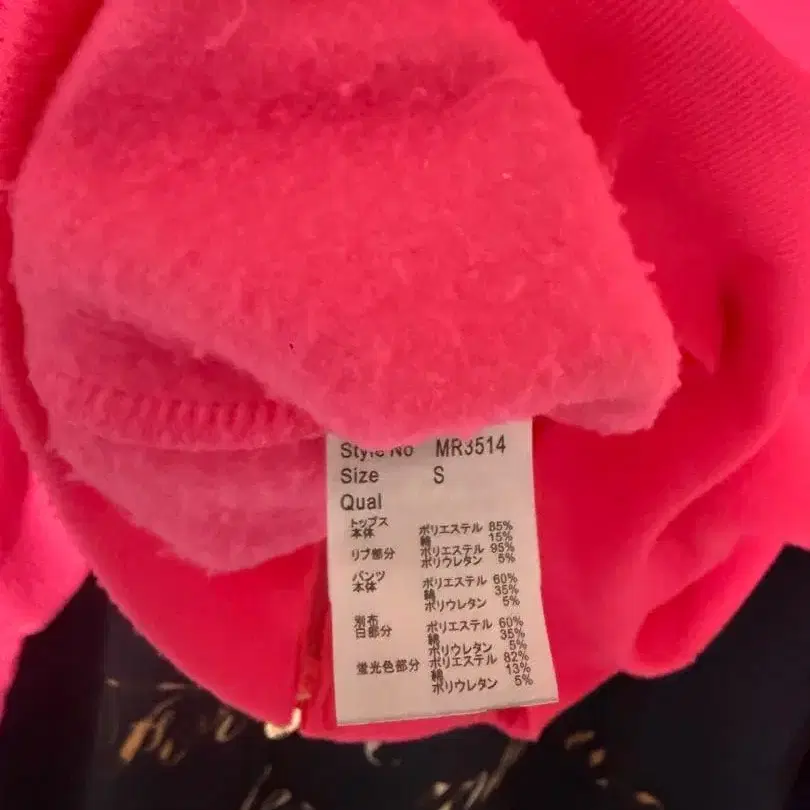 Style No MR3514
Size S
Qual
トップス
本体 ポリエステル 85%
綿 15%
リブ部分 ポリエステル 95%
ポリウレタン 5%
パンツ
本体 ポリエステル 60%
綿 35%
ポリウレタン 5%
別布
白部分 ポリエステル 60%
綿 35%
ポリウレタン 5%
蛍光色部分 ポリエステル 82%
綿 13%
ポリウレタン 5%